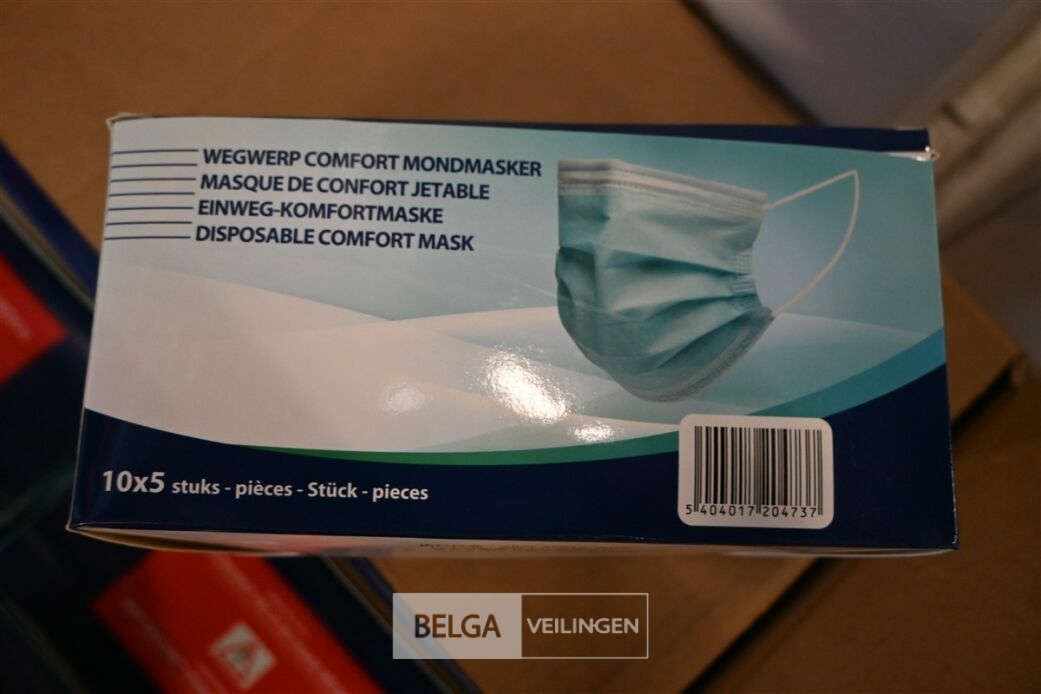 WEGWERP COMFORT MONDMASKER
MASQUE DE CONFORT JETABLE
EINWEG-KOMFORTMASKE
DISPOSABLE COMFORT MASK
10x5 stuks - pièces - Stück - pieces
5 404017 204737
BELGA VEILINGEN